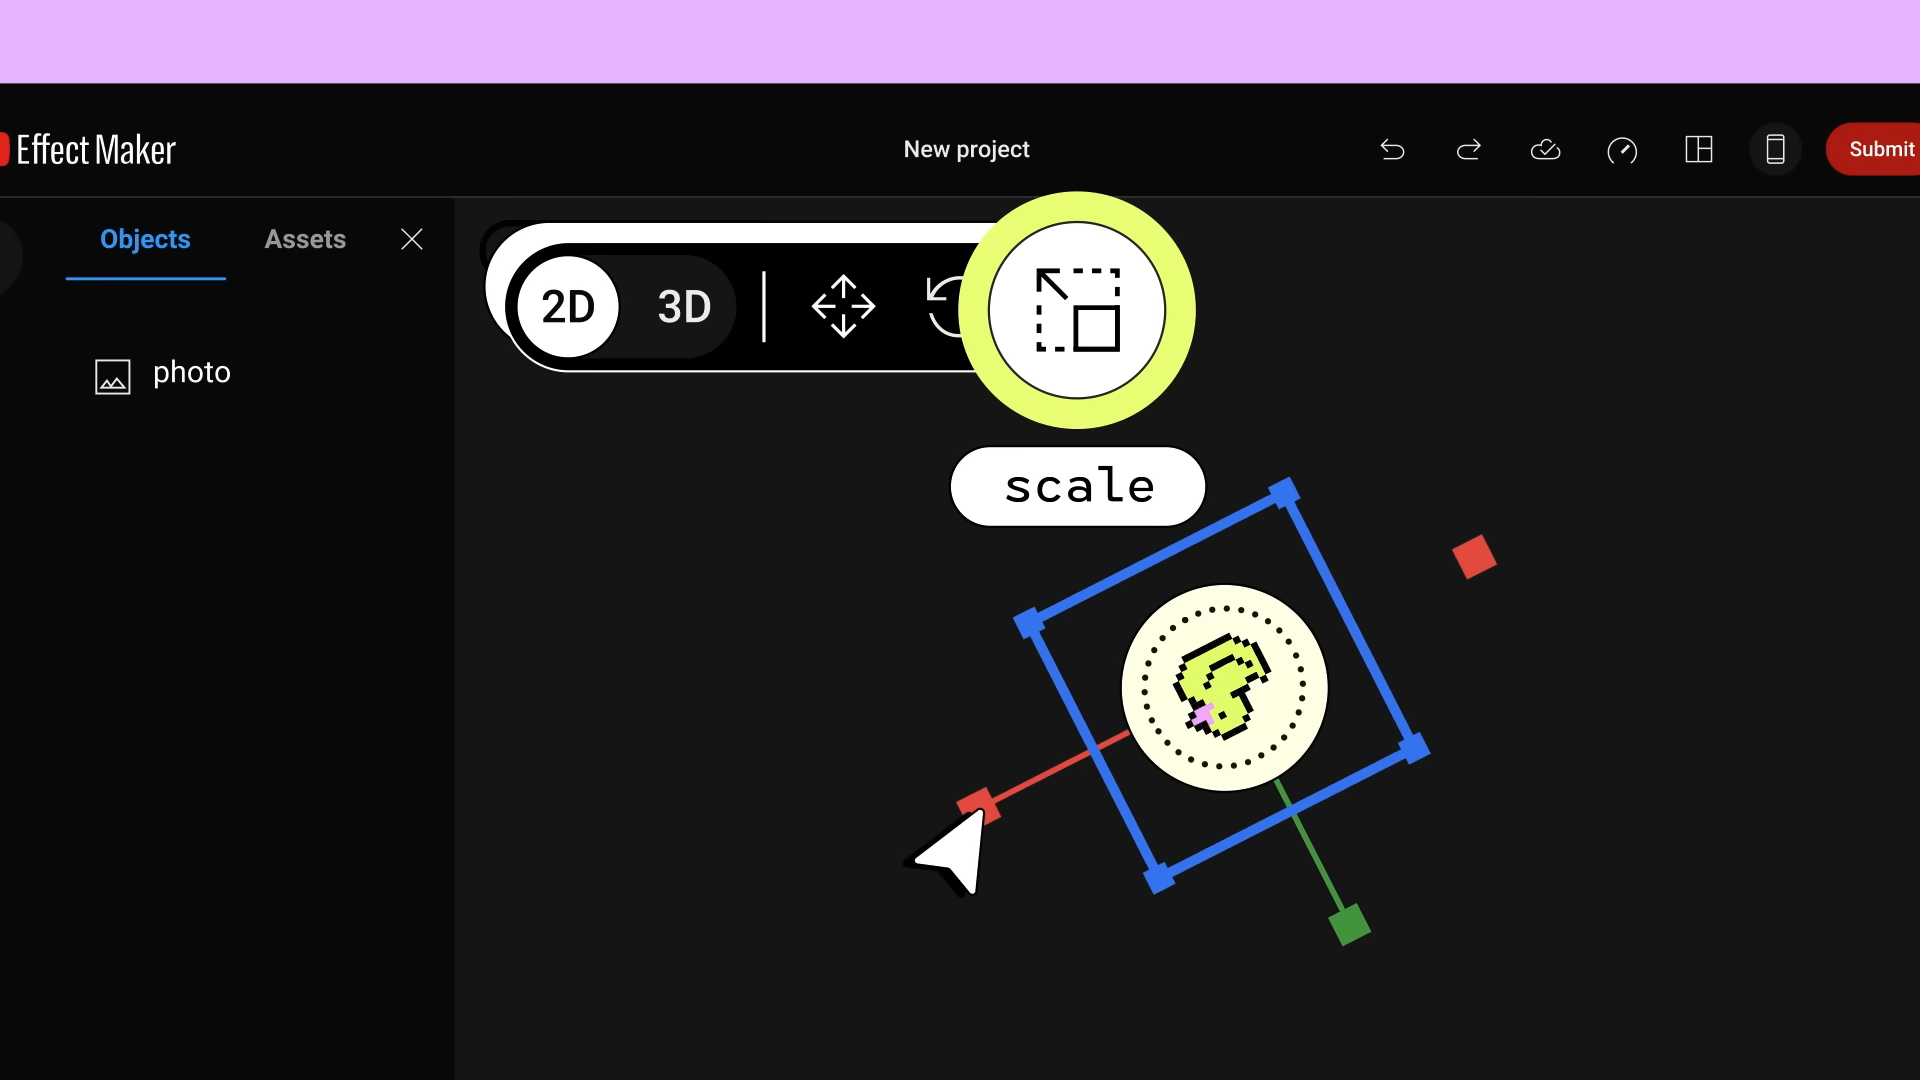 Effect Maker
New project
Submit
Objects
Assets
2D
3D
photo
scale